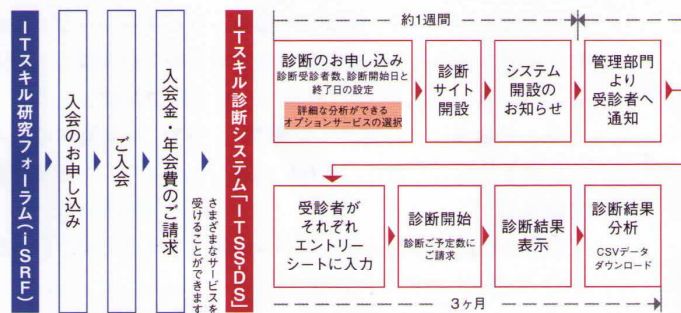 ITスキル研究フォーラム(iSRF)
入会のお申し込み
ご入会
入会金・年会費のご請求
さまざまなサービスを
受けることができます
ITスキル診断システム「ITSS-DS」
約1週間
診断のお申し込み
診断受診者数、診断開始日と
終了日の設定
詳細な分析ができる
オプションサービスの選択
診断
サイト
開設
システム
開設の
お知らせ
管理部門
より
受診者へ
通知
受診者が
それぞれ
エントリー
シートに入力
診断開始
診断ご予定数に
ご請求
診断結果
表示
診断結果
分析
CSVデータ
ダウンロード
3ヶ月